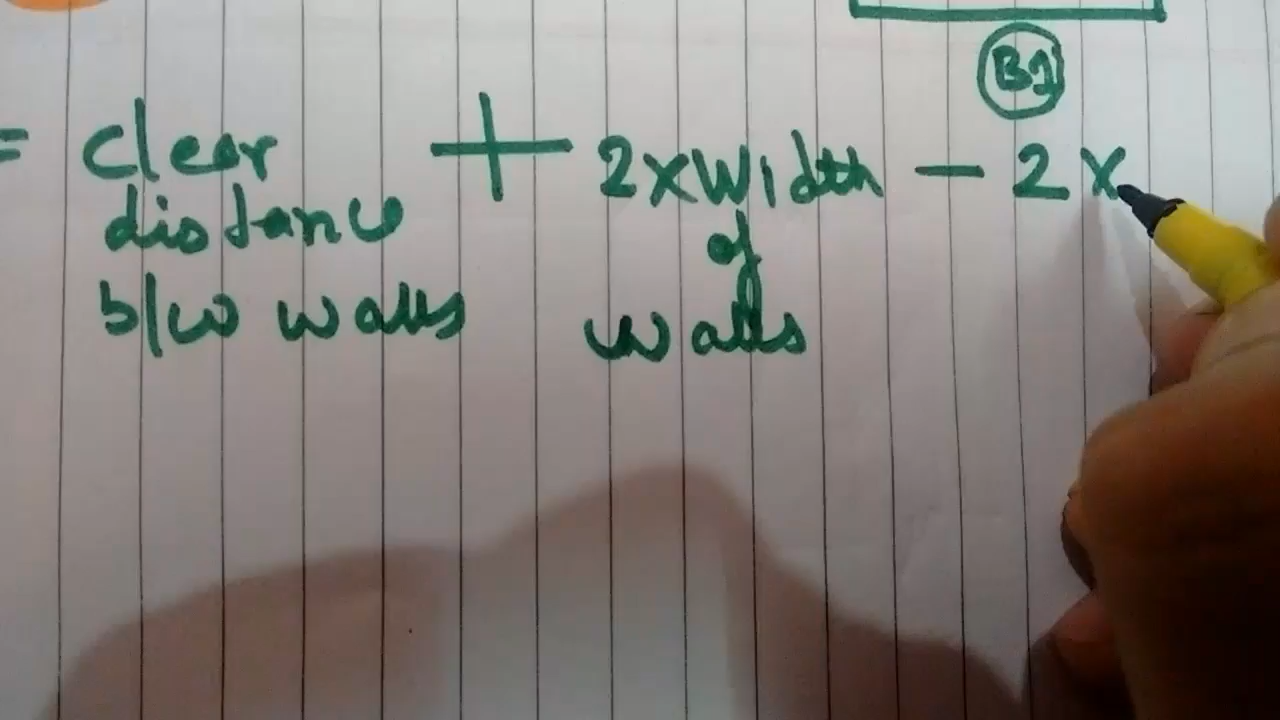 B1
= clear + 2xWidth - 2x
distance of
b/w walls walls